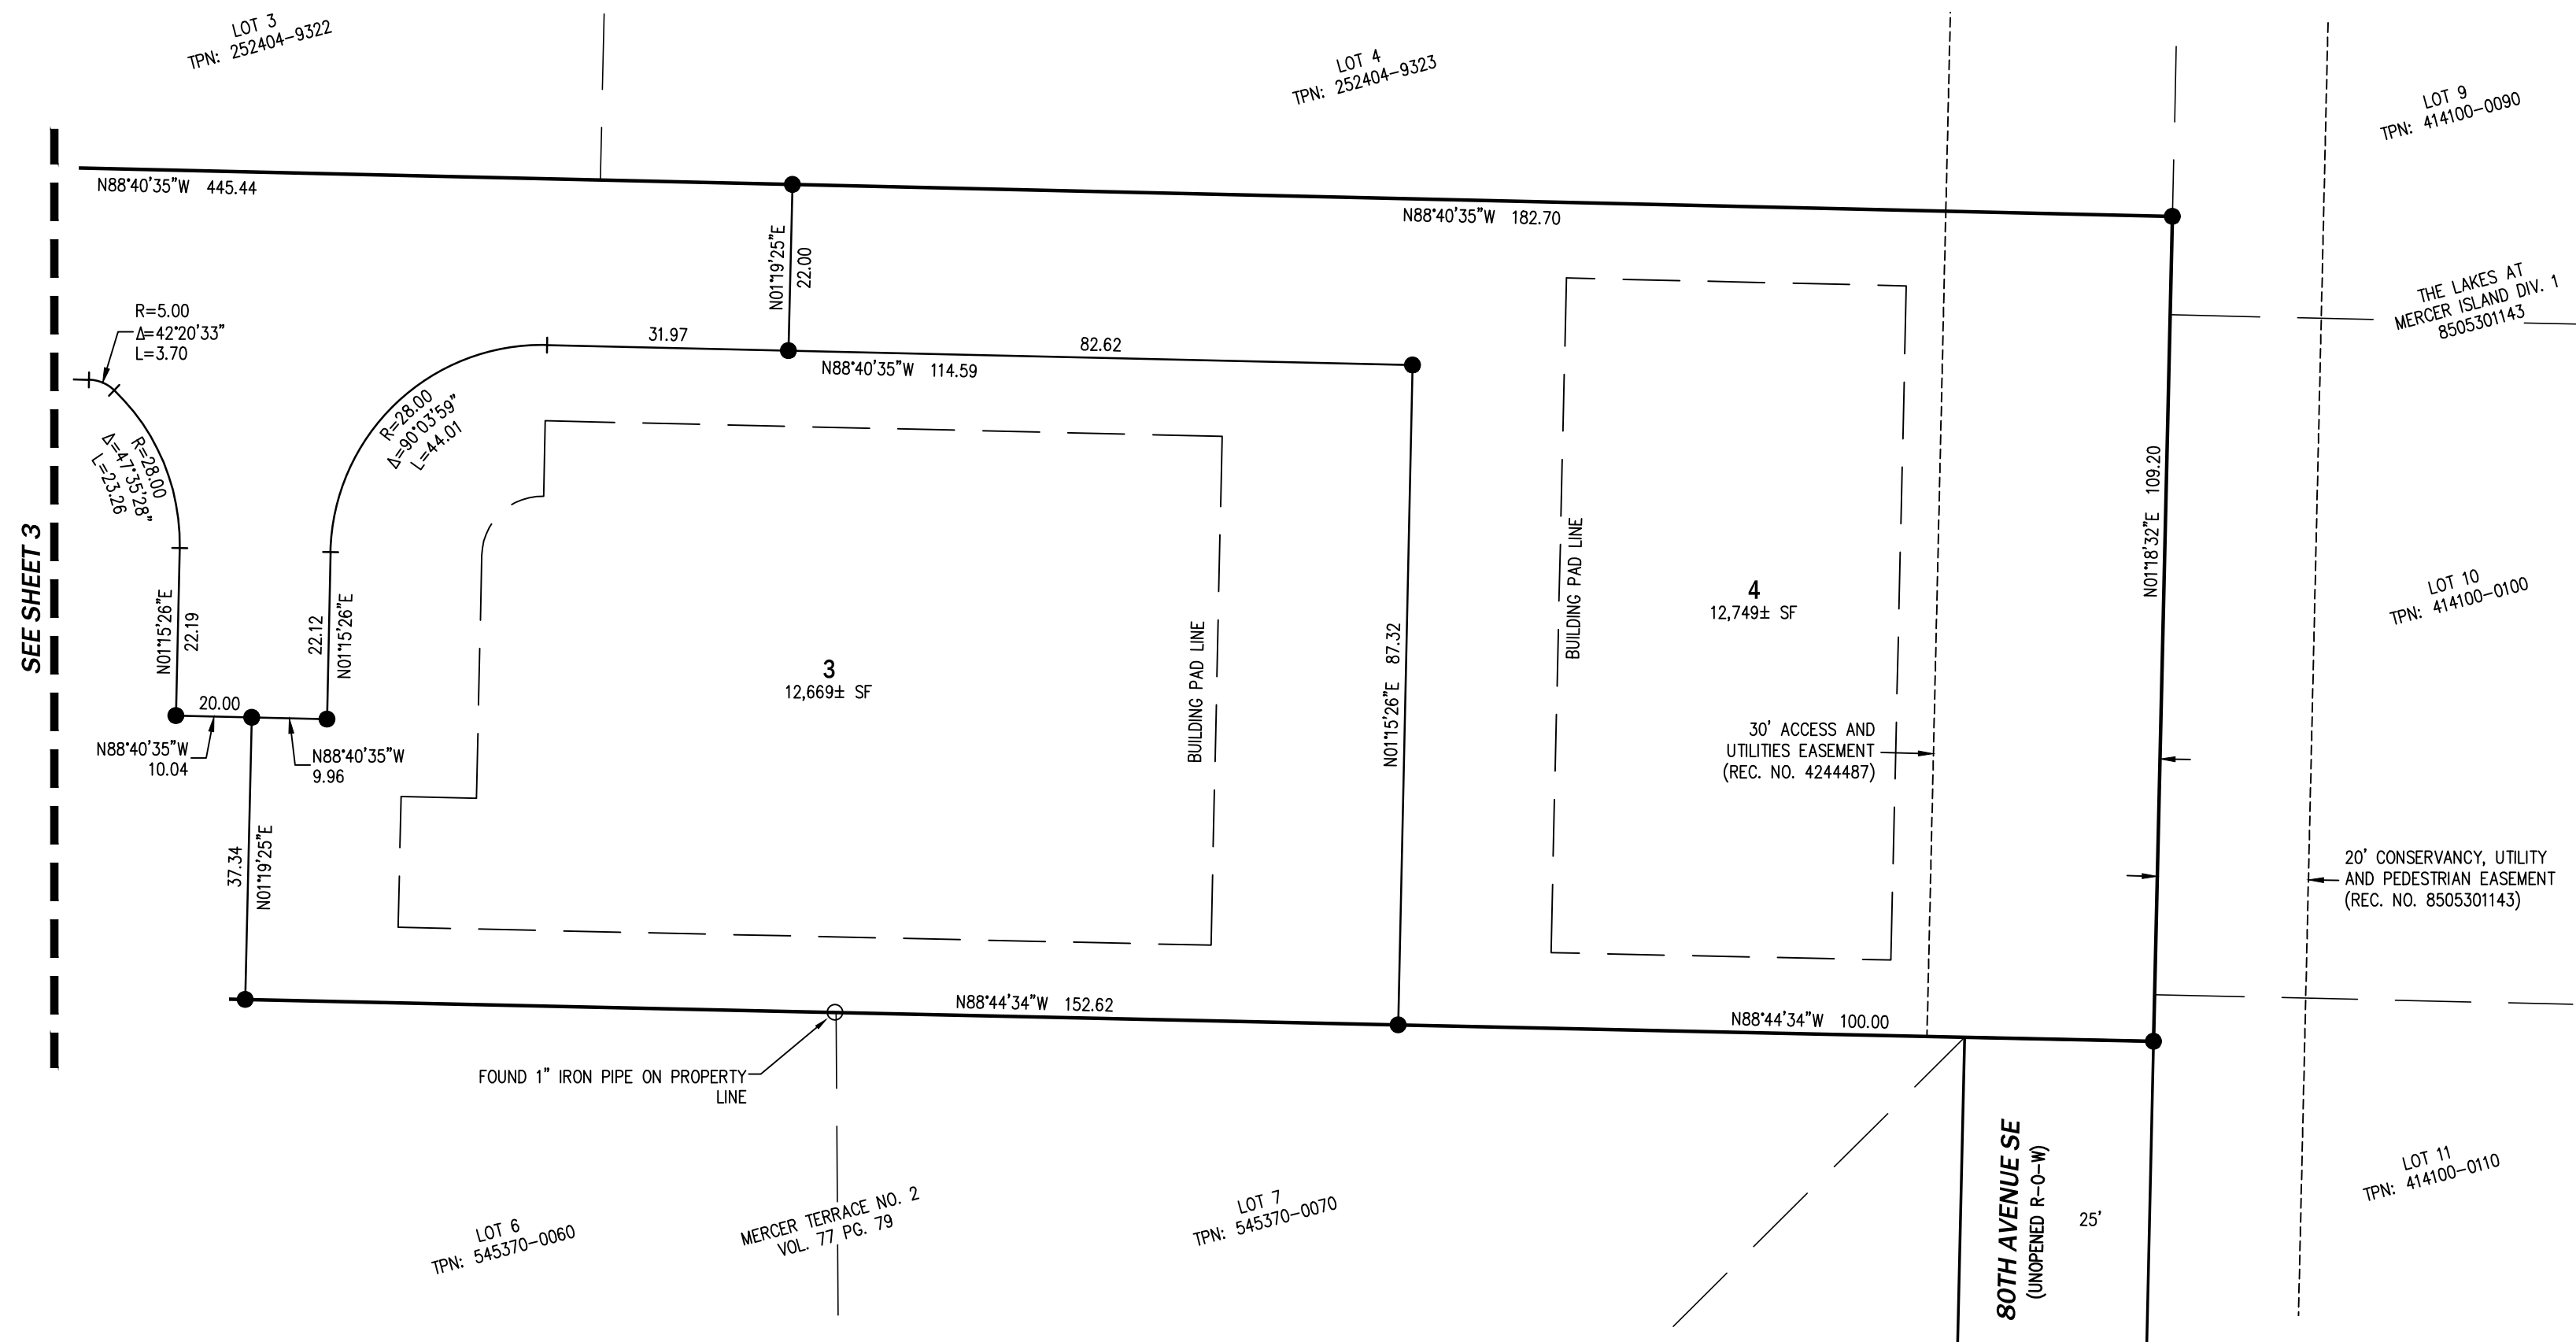 LOT 3
TPN: 252404-9322
LOT 4
TPN: 252404-9323
LOT 9
TPN: 414100-0090
N88°40'35"W 445.44
N88°40'35"W 182.70
N01°19'25"E
22.00
THE LAKES AT
MERCER ISLAND DIV. 1
8505301143
R=5.00
Δ=42°20'33"
L=3.70
31.97
82.62
N88°40'35"W 114.59
R=28.00
Δ=90°03'59"
L=44.01
R=28.00
Δ=47°35'28"
L=23.26
SEE SHEET 3
N01°15'26"E
22.19
22.12
N01°15'26"E
20.00
N88°40'35"W
10.04
N88°40'35"W
9.96
37.34
N01°19'25"E
3
12,669± SF
BUILDING PAD LINE
N01°15'26"E 87.32
BUILDING PAD LINE
4
12,749± SF
30' ACCESS AND
UTILITIES EASEMENT
(REC. NO. 4244487)
N01°18'32"E 109.20
LOT 10
TPN: 414100-0100
20' CONSERVANCY, UTILITY
AND PEDESTRIAN EASEMENT
(REC. NO. 8505301143)
N88°44'34"W 152.62
N88°44'34"W 100.00
FOUND 1" IRON PIPE ON PROPERTY
LINE
LOT 6
TPN: 545370-0060
MERCER TERRACE NO. 2
VOL. 77 PG. 79
LOT 7
TPN: 545370-0070
80TH AVENUE SE
(UNOPENED R-O-W)
25'
LOT 11
TPN: 414100-0110